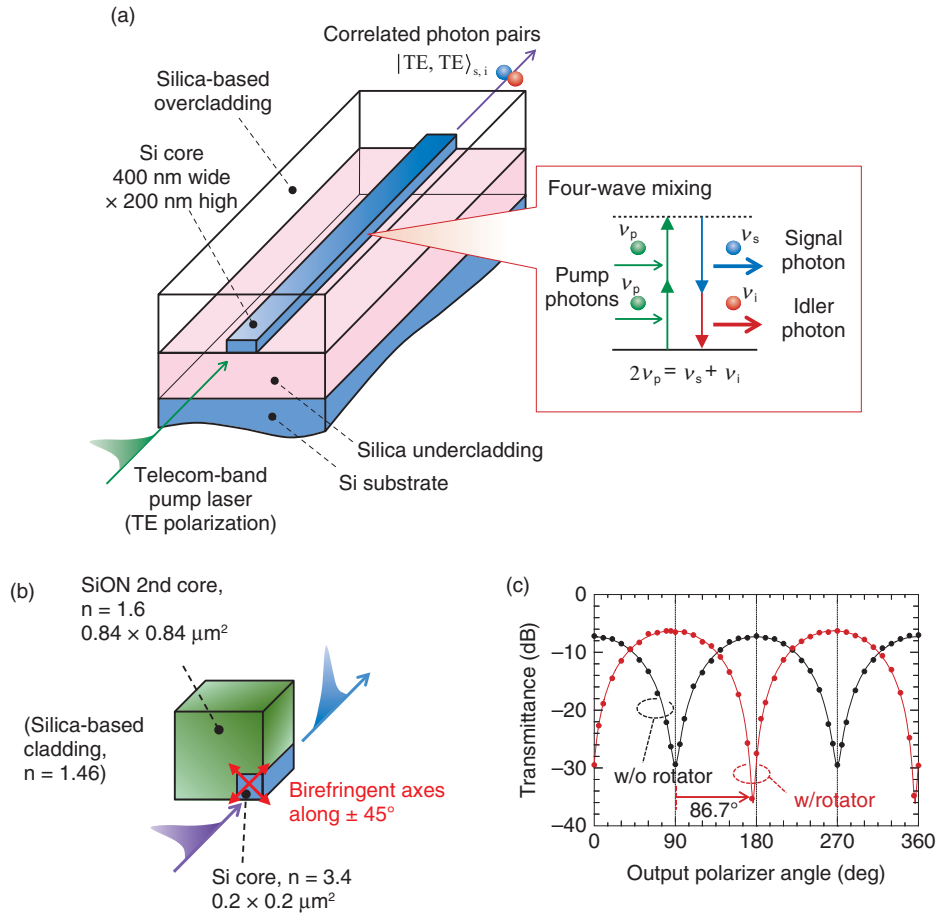 (a)
Correlated photon pairs
|TE, TE⟩s, i
Silica-based
overcladding
Si core
400 nm wide
× 200 nm high
Four-wave mixing
νp
νs
Signal
photon
Pump
photons
νp
νi
Idler
photon
2νp = νs + νi
Silica undercladding
Si substrate
Telecom-band
pump laser
(TE polarization)
(b)
SiON 2nd core,
n = 1.6
0.84 × 0.84 μm²
(Silica-based
cladding,
n = 1.46)
Birefringent axes
along ± 45°
Si core, n = 3.4
0.2 × 0.2 μm²
(c)
Transmittance (dB)
0
−10
−20
−30
−40
w/o rotator
w/rotator
86.7°
0
90
180
270
360
Output polarizer angle (deg)